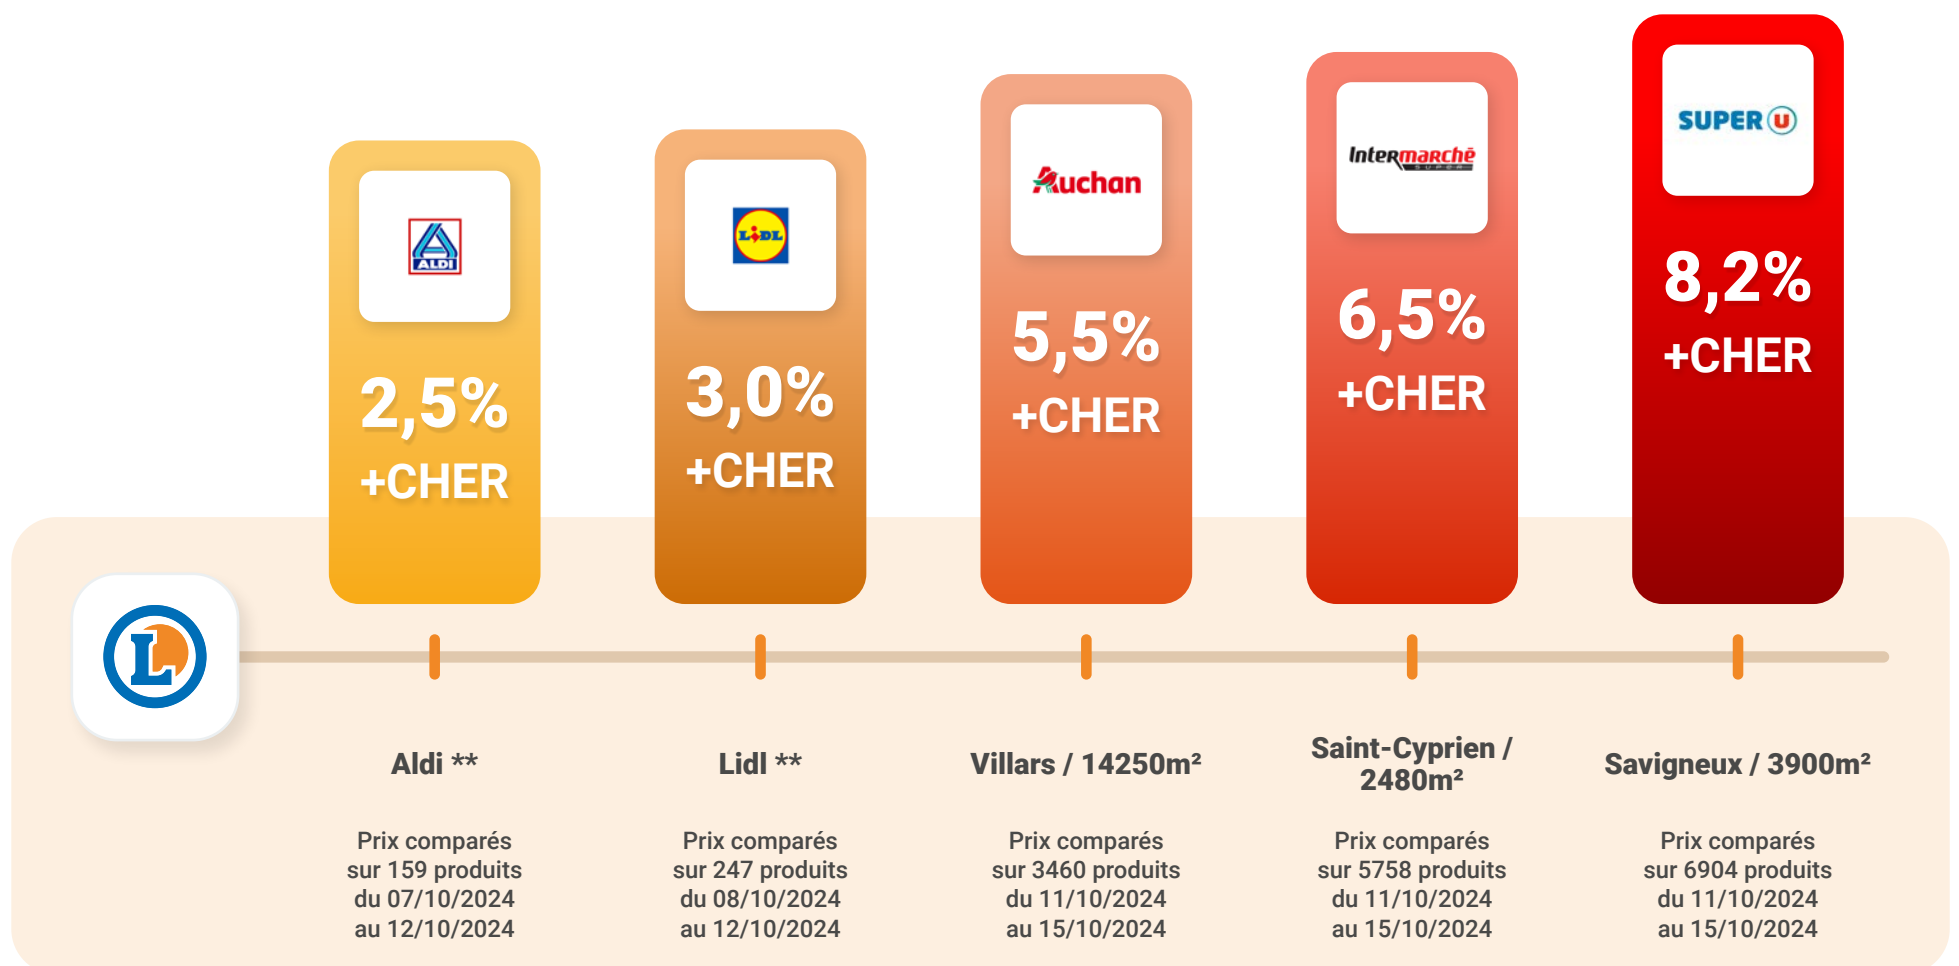 ALDI
2,5%
+CHER
LIDL
3,0%
+CHER
Auchan
5,5%
+CHER
Intermarchē
SUPER
6,5%
+CHER
SUPER U
8,2%
+CHER
L
Aldi **
Prix comparés
sur 159 produits
du 07/10/2024
au 12/10/2024
Lidl **
Prix comparés
sur 247 produits
du 08/10/2024
au 12/10/2024
Villars / 14250m²
Prix comparés
sur 3460 produits
du 11/10/2024
au 15/10/2024
Saint-Cyprien /
2480m²
Prix comparés
sur 5758 produits
du 11/10/2024
au 15/10/2024
Savigneux / 3900m²
Prix comparés
sur 6904 produits
du 11/10/2024
au 15/10/2024